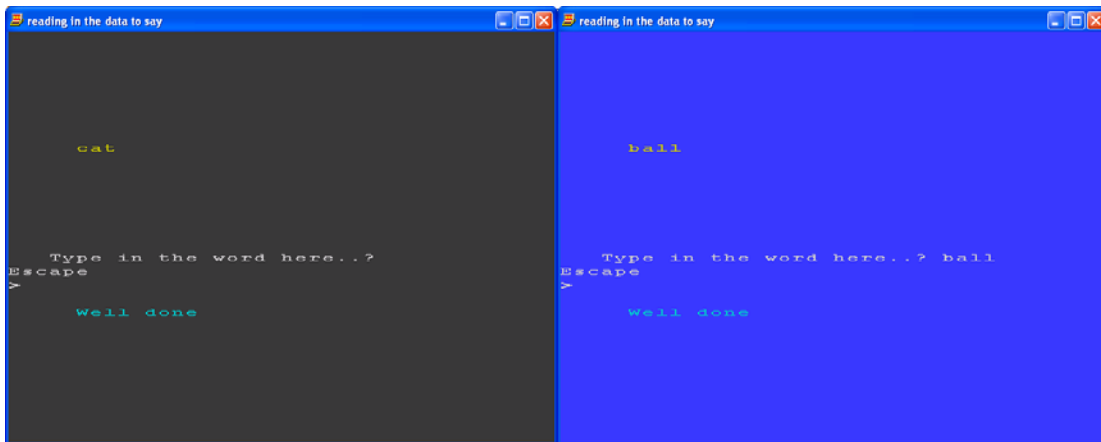 reading in the data to say
cat
Type in the word here..?
Escape
>
Well done
reading in the data to say
ball
Type in the word here..? ball
Escape
>
Well done